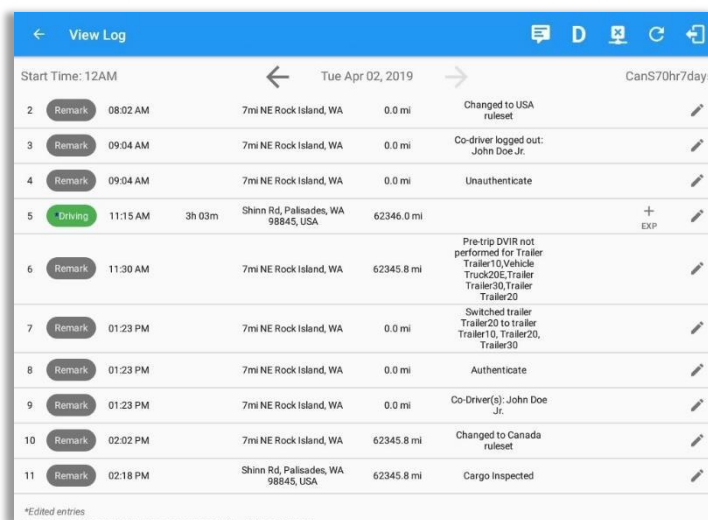 View Log
D
Start Time: 12AM
Tue Apr 02, 2019
CanS70hr7day
2 Remark 08:02 AM 7mi NE Rock Island, WA 0.0 mi Changed to USA
ruleset
3 Remark 09:04 AM 7mi NE Rock Island, WA 0.0 mi Co-driver logged out:
John Doe Jr.
4 Remark 09:04 AM 7mi NE Rock Island, WA 0.0 mi Unauthenticate
5 *Driving 11:15 AM 3h 03m Shinn Rd, Palisades, WA
98845, USA 62346.0 mi + EXP
6 Remark 11:30 AM 7mi NE Rock Island, WA 62345.8 mi Pre-trip DVIR not
performed for Trailer
Trailer10,Vehicle
Truck20E,Trailer
Trailer30,Trailer
Trailer20
7 Remark 01:23 PM 7mi NE Rock Island, WA 0.0 mi Switched trailer
Trailer20 to trailer
Trailer10, Trailer20,
Trailer30
8 Remark 01:23 PM 7mi NE Rock Island, WA 0.0 mi Authenticate
9 Remark 01:23 PM 7mi NE Rock Island, WA 0.0 mi Co-Driver(s): John Doe
Jr.
10 Remark 02:02 PM 7mi NE Rock Island, WA 62345.8 mi Changed to Canada
ruleset
11 Remark 02:18 PM Shinn Rd, Palisades, WA
98845, USA 62345.8 mi Cargo Inspected
*Edited entries